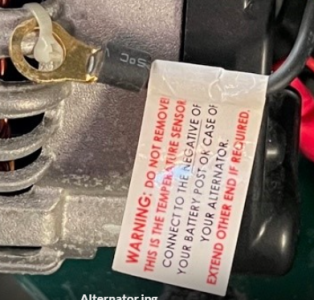 WARNING: DO NOT REMOVE!
THIS IS THE TEMPERATURE SENSOR
CONNECT TO THE NEGATIVE OF
YOUR BATTERY POST OR CASE OF
YOUR ALTERNATOR.
EXTEND OTHER END IF REQUIRED.
Alternator.jpg